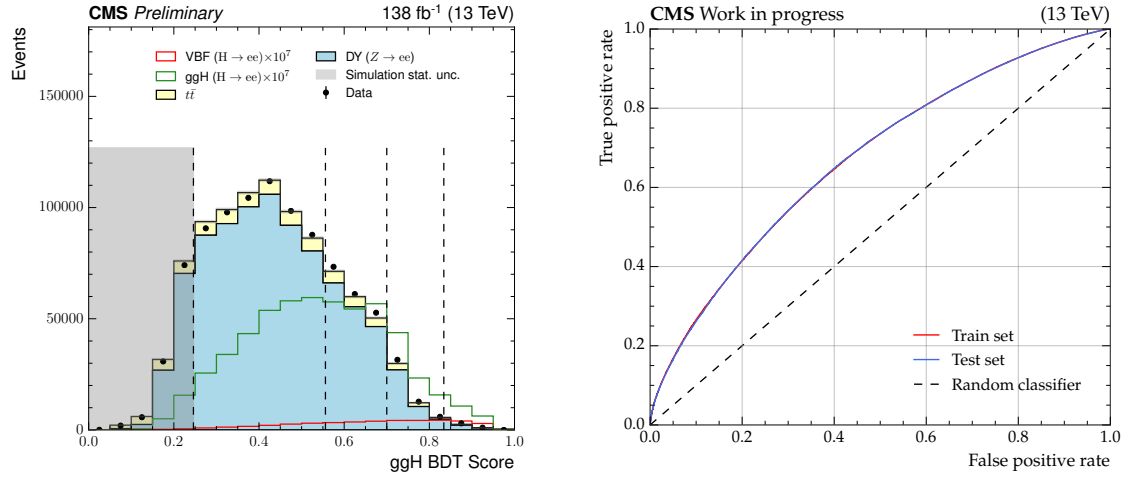 CMS Preliminary 138 fb⁻¹ (13 TeV)
Events
VBF (H → ee)×10⁷
ggH (H → ee)×10⁷
tt̄
DY (Z → ee)
Simulation stat. unc.
Data
150000
100000
50000
0
0.0 0.2 0.4 0.6 0.8 1.0
ggH BDT Score
CMS Work in progress (13 TeV)
True positive rate
1.0
0.8
0.6
0.4
0.2
0.0
Train set
Test set
Random classifier
0.0 0.2 0.4 0.6 0.8 1.0
False positive rate